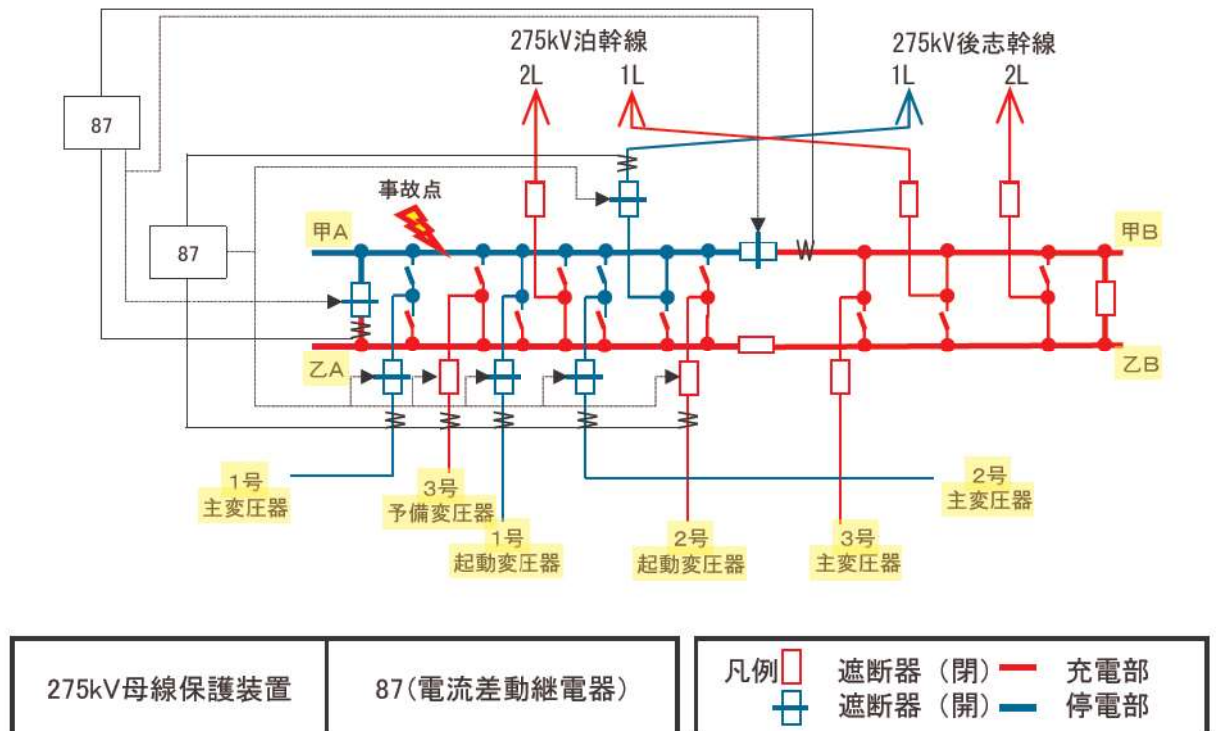 275kV泊幹線
275kV後志幹線
2L
1L
1L
2L
87
87
事故点
甲A
甲B
乙A
乙B
1号
主変圧器
3号
予備変圧器
1号
起動変圧器
2号
起動変圧器
3号
主変圧器
2号
主変圧器
275kV母線保護装置
87(電流差動継電器)
凡例
遮断器（閉）
充電部
遮断器（開）
停電部